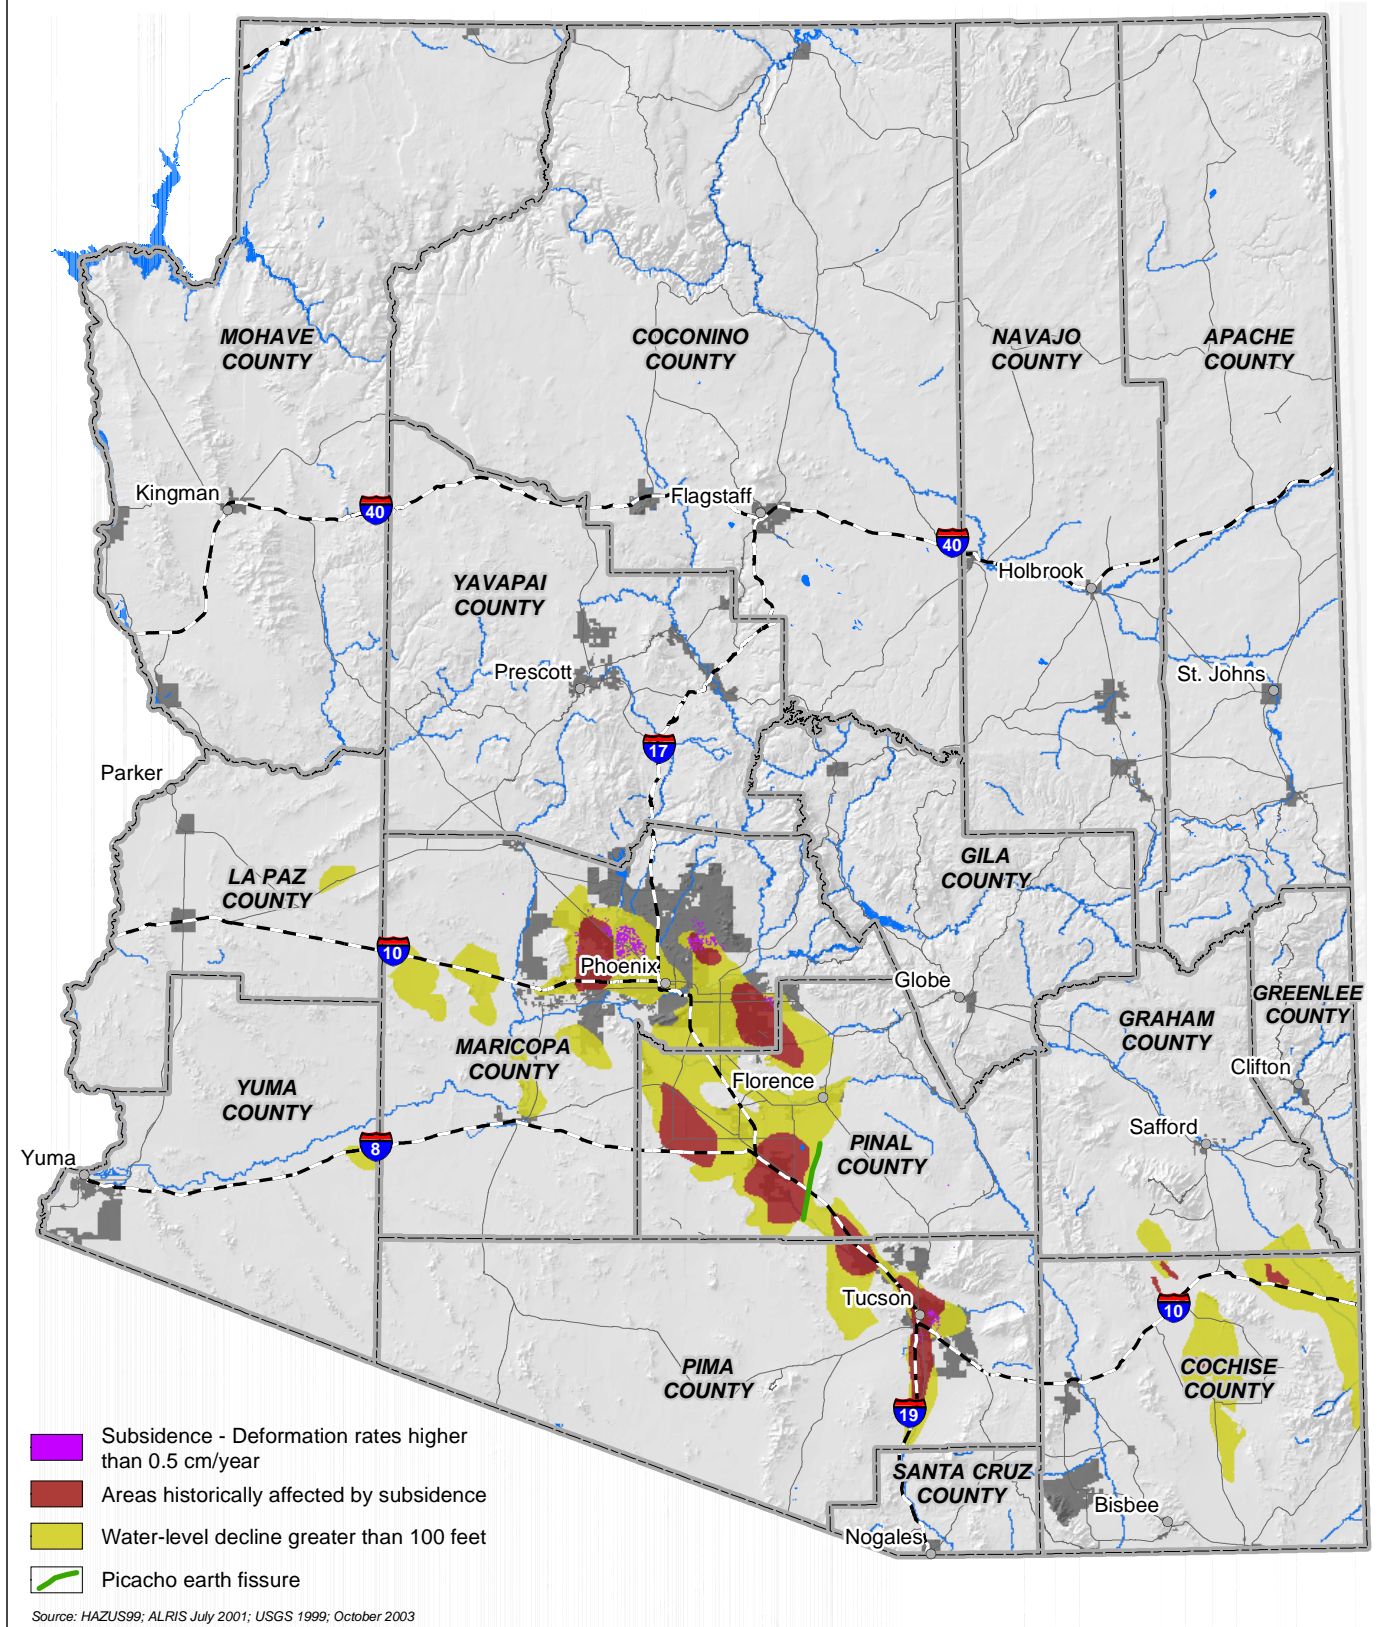 MOHAVE
COUNTY
COCONINO
COUNTY
NAVAJO
COUNTY
APACHE
COUNTY
Kingman
40
Flagstaff
40
Holbrook
YAVAPAI
COUNTY
Prescott
St. Johns
17
Parker
LA PAZ
COUNTY
GILA
COUNTY
10
Phoenix
Globe
GREENLEE
COUNTY
GRAHAM
COUNTY
MARICOPA
COUNTY
Clifton
YUMA
COUNTY
Florence
Safford
8
PINAL
COUNTY
Yuma
Tucson
10
PIMA
COUNTY
COCHISE
COUNTY
19
SANTA CRUZ
COUNTY
Bisbee
Nogales
Subsidence - Deformation rates higher
than 0.5 cm/year
Areas historically affected by subsidence
Water-level decline greater than 100 feet
Picacho earth fissure
Source: HAZUS99; ALRIS July 2001; USGS 1999; October 2003